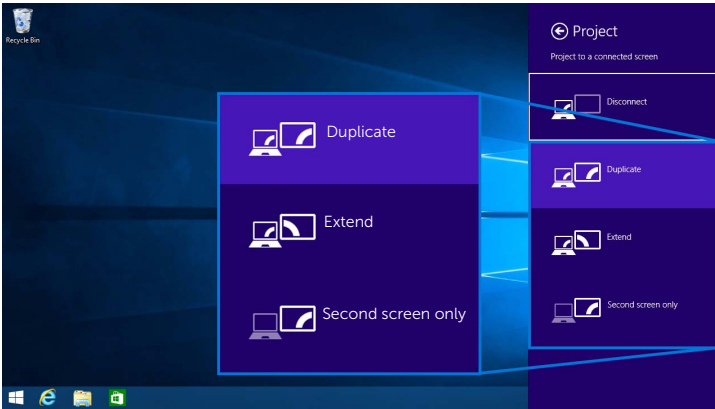 Recycle Bin
Project
Project to a connected screen
Disconnect
Duplicate
Extend
Second screen only
Duplicate
Extend
Second screen only